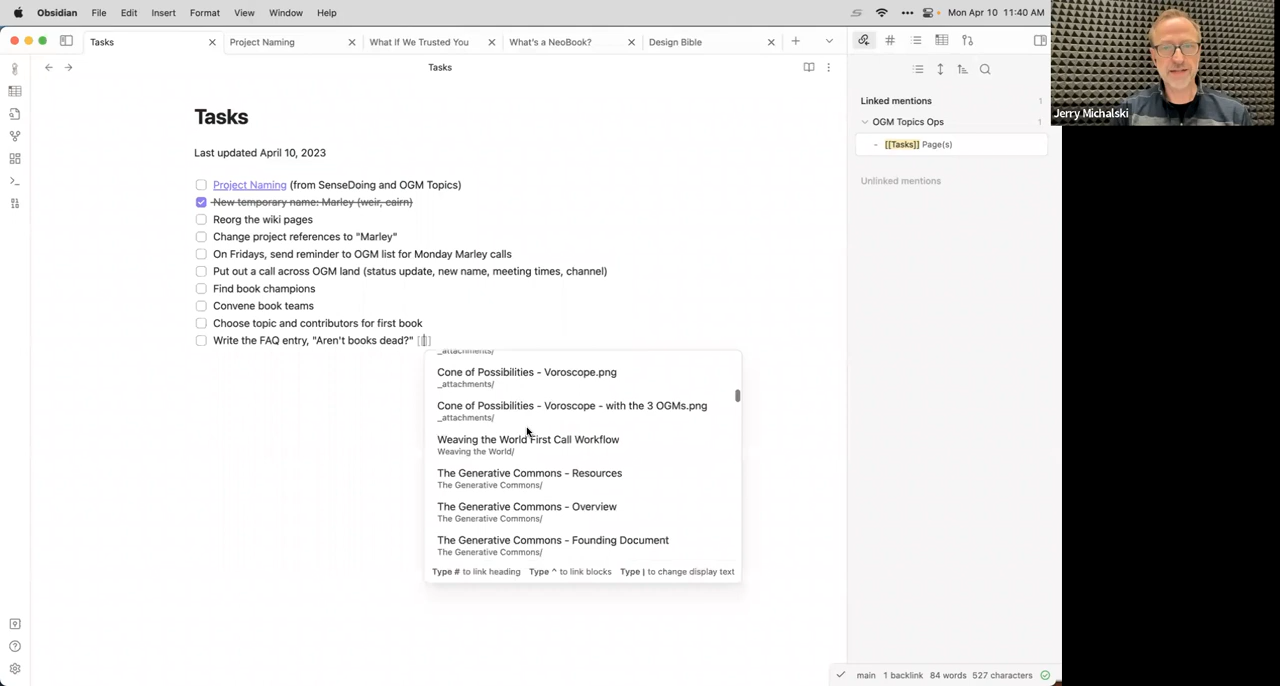 Obsidian File Edit Insert Format View Window Help Mon Apr 10 11:40 AM
Tasks Project Naming What If We Trusted You What's a NeoBook? Design Bible
Tasks
Tasks
Last updated April 10, 2023
Project Naming (from SenseDoing and OGM Topics)
New temporary name: Marley (weir, cairn)
Reorg the wiki pages
Change project references to "Marley"
On Fridays, send reminder to OGM list for Monday Marley calls
Put out a call across OGM land (status update, new name, meeting times, channel)
Find book champions
Convene book teams
Choose topic and contributors for first book
Write the FAQ entry, "Aren't books dead?" [[]]
_attachments/
Cone of Possibilities - Voroscope.png
_attachments/
Cone of Possibilities - Voroscope - with the 3 OGMs.png
_attachments/
Weaving the World First Call Workflow
Weaving the World/
The Generative Commons - Resources
The Generative Commons/
The Generative Commons - Overview
The Generative Commons/
The Generative Commons - Founding Document
The Generative Commons/
Type # to link heading Type ^ to link blocks Type | to change display text
Linked mentions 1
OGM Topics Ops 1
- [[Tasks]] Page(s)
Unlinked mentions
Jerry Michalski
main 1 backlink 84 words 527 characters